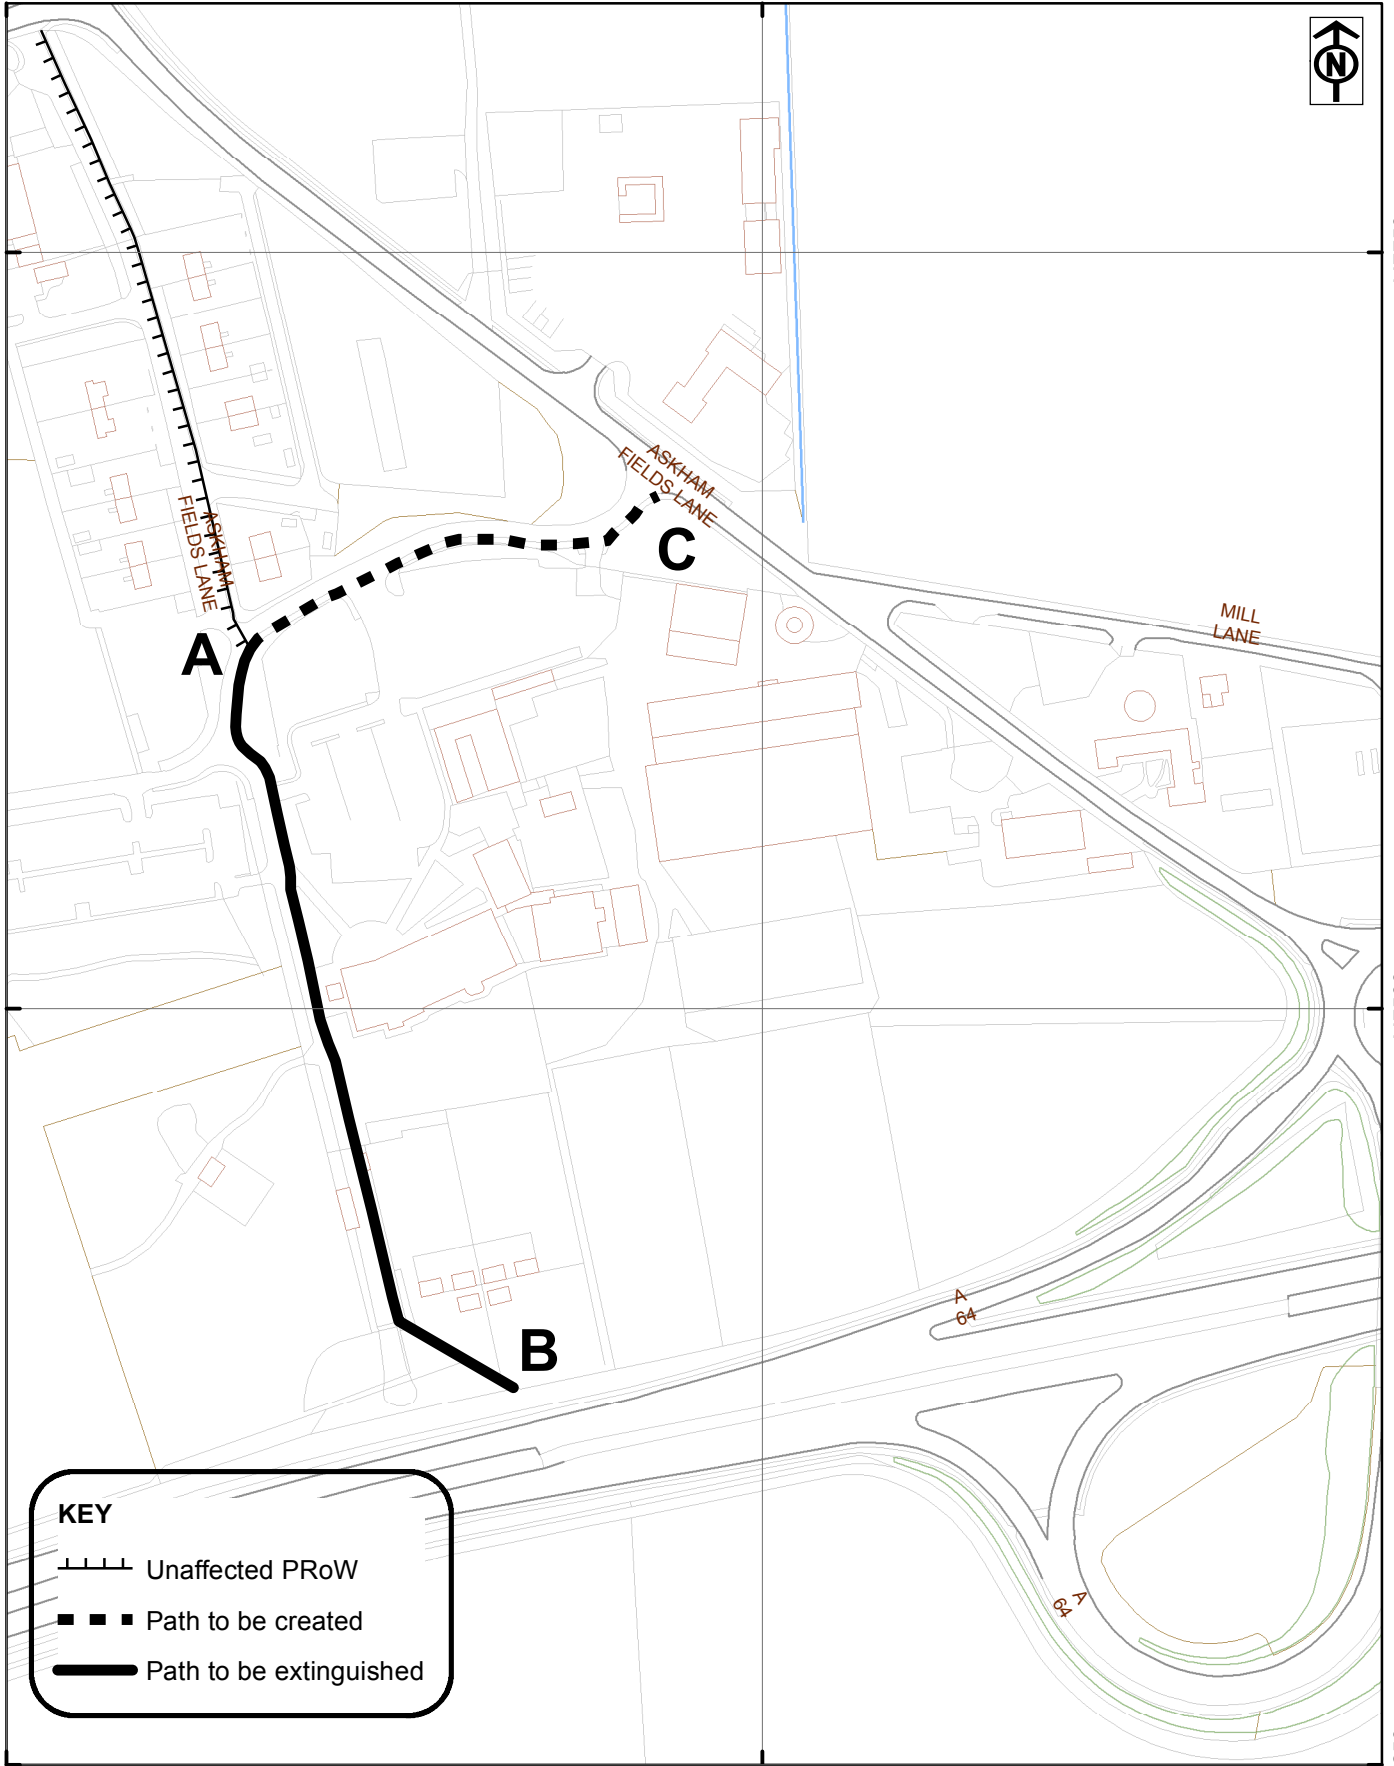 N
ASKHAM
FIELDS LANE
ASKHAM
FIELDS LANE
C
MILL
LANE
A
A
64
B
A
64
KEY
Unaffected PRoW
Path to be created
Path to be extinguished